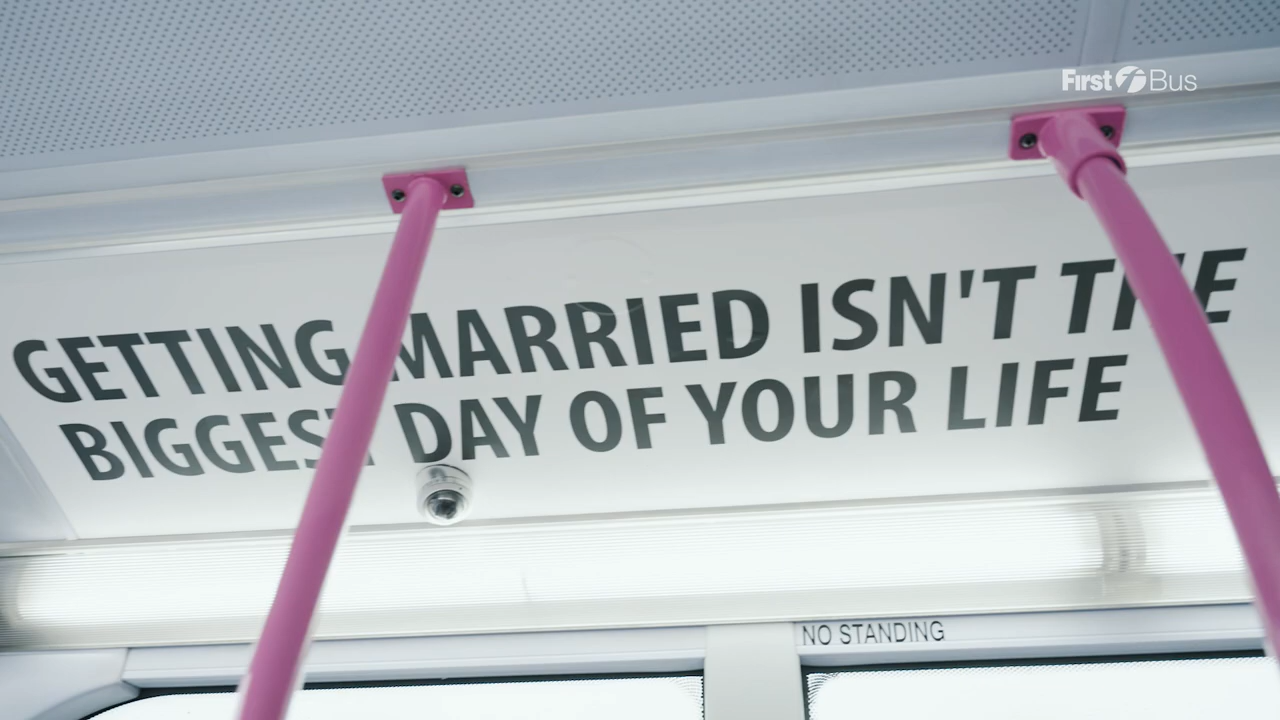 First Bus
GETTING MARRIED ISN'T THE
BIGGEST DAY OF YOUR LIFE
NO STANDING